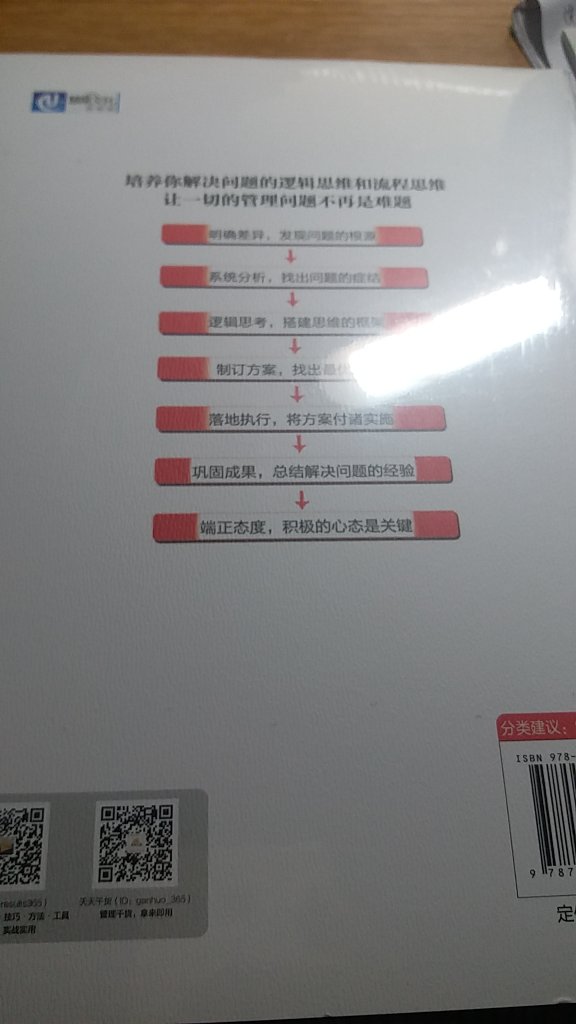 培养你解决问题的逻辑思维和流程思维
让一切的管理问题不再是难题
明确差异，发现问题的根源
系统分析，找出问题的症结
逻辑思考，搭建思维的框架
制订方案，找出最
落地执行，将方案付诸实施
巩固成果，总结解决问题的经验
端正态度，积极的心态是关键
分类建议：
ISBN 978-
9 787
定
results365)
技巧·方法·工具
实战实用
天天干货（ID：ganhuo_365）
管理干货，拿来即用